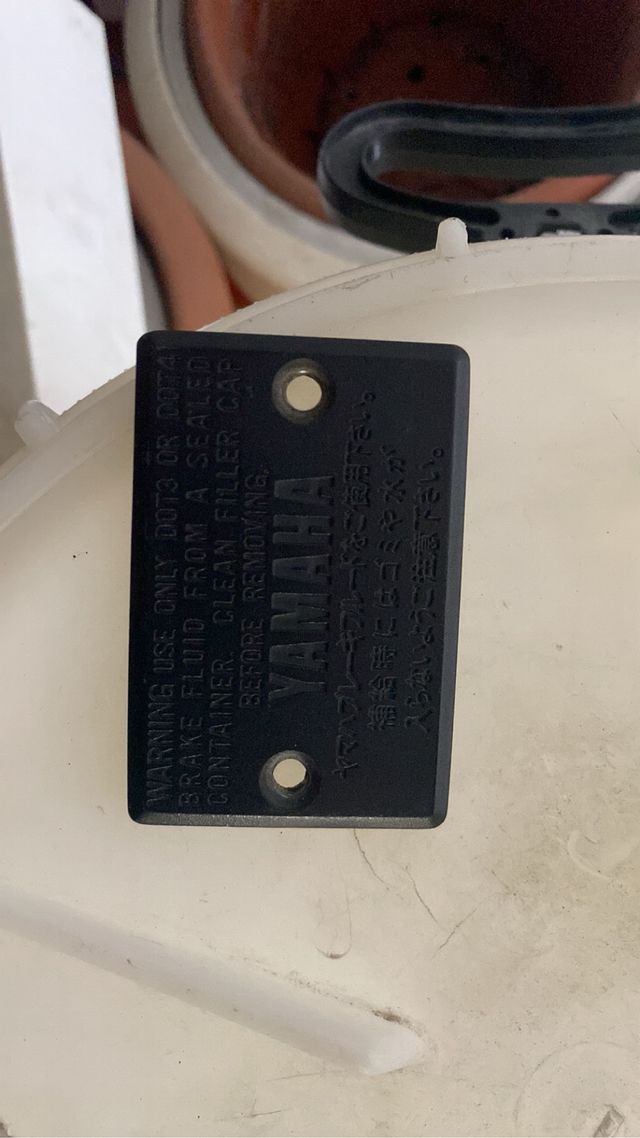 WARNING USE ONLY DOT3 OR DOT4
BRAKE FLUID FROM A SEALED
CONTAINER. CLEAN FILLER CAP
BEFORE REMOVING.
YAMAHA
ヤマハブレーキフルードをご使用下さい。
補給時にはゴミや水が
入らないようご注意下さい。